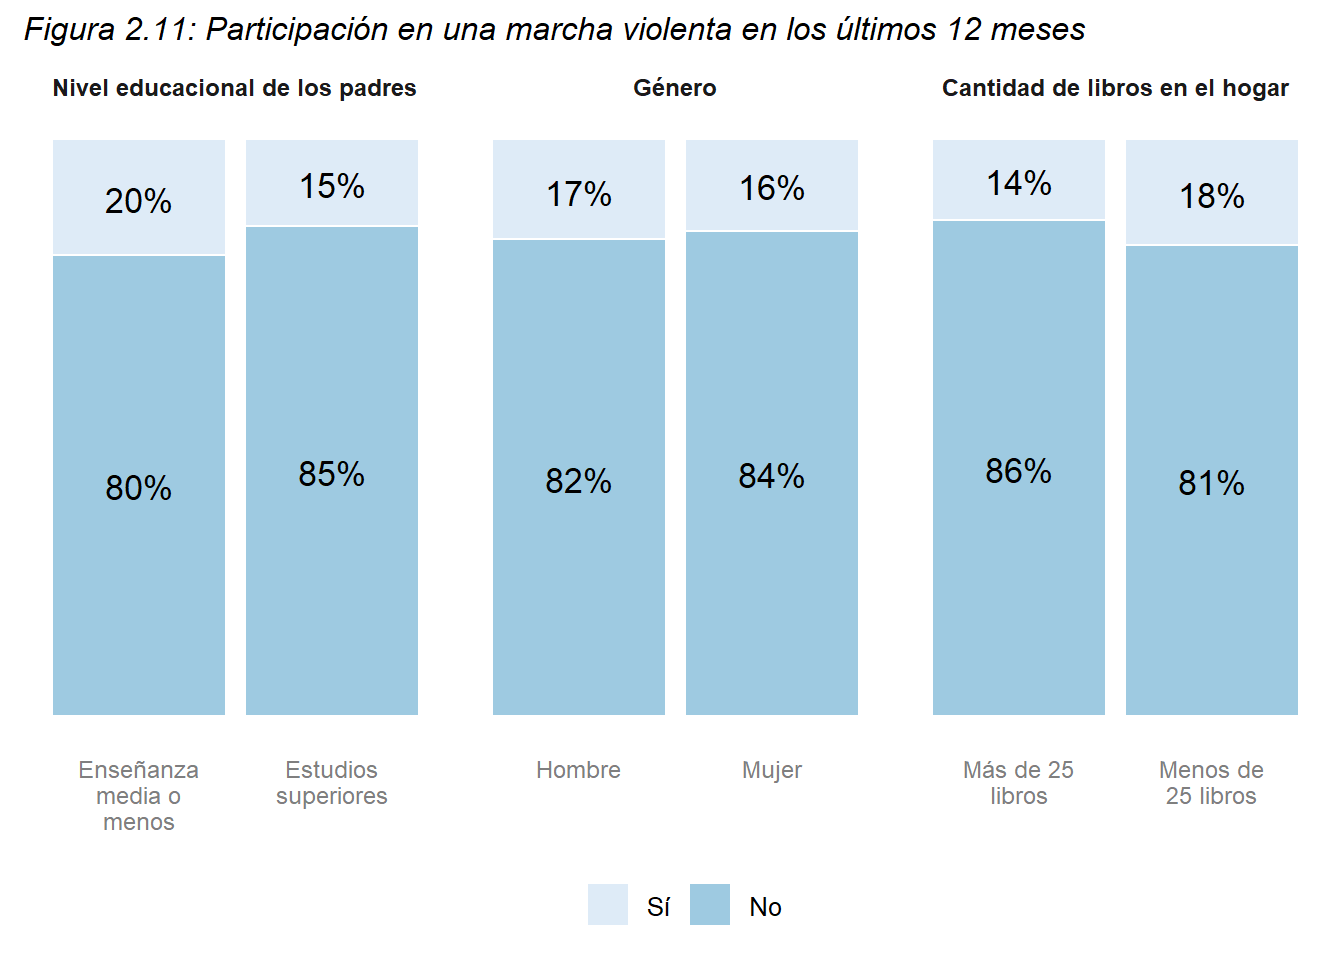 Figura 2.11: Participación en una marcha violenta en los últimos 12 meses
Nivel educacional de los padres
Género
Cantidad de libros en el hogar
20%
15%
17%
16%
14%
18%
80%
85%
82%
84%
86%
81%
Enseñanza
media o
menos
Estudios
superiores
Hombre
Mujer
Más de 25
libros
Menos de
25 libros
Sí
No